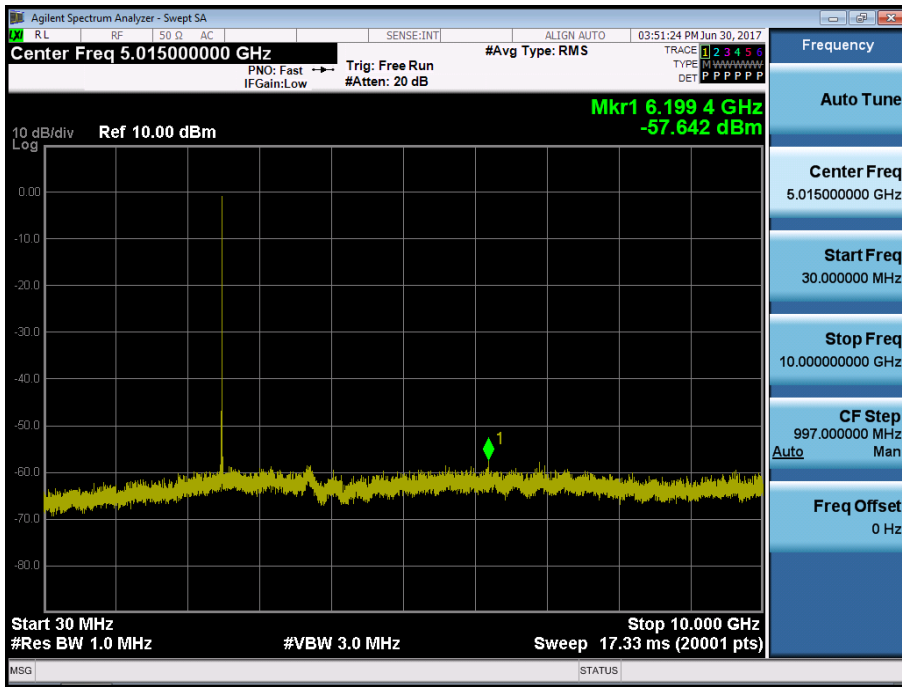 Agilent Spectrum Analyzer - Swept SA
LXI RL RF 50 Ω AC SENSE:INT ALIGN AUTO 03:51:24 PM Jun 30, 2017
Center Freq 5.015000000 GHz
PNO: Fast
IFGain:Low
Trig: Free Run
#Atten: 20 dB
#Avg Type: RMS
TRACE 1 2 3 4 5 6
TYPE M WWWWW
DET P P P P P P
Mkr1 6.199 4 GHz
-57.642 dBm
10 dB/div
Log
Ref 10.00 dBm
0.00
-10.0
-20.0
-30.0
-40.0
-50.0
-60.0
-70.0
-80.0
1
Start 30 MHz
Stop 10.000 GHz
#Res BW 1.0 MHz
#VBW 3.0 MHz
Sweep 17.33 ms (20001 pts)
MSG
STATUS
Frequency
Auto Tune
Center Freq
5.015000000 GHz
Start Freq
30.000000 MHz
Stop Freq
10.000000000 GHz
CF Step
997.000000 MHz
Auto Man
Freq Offset
0 Hz